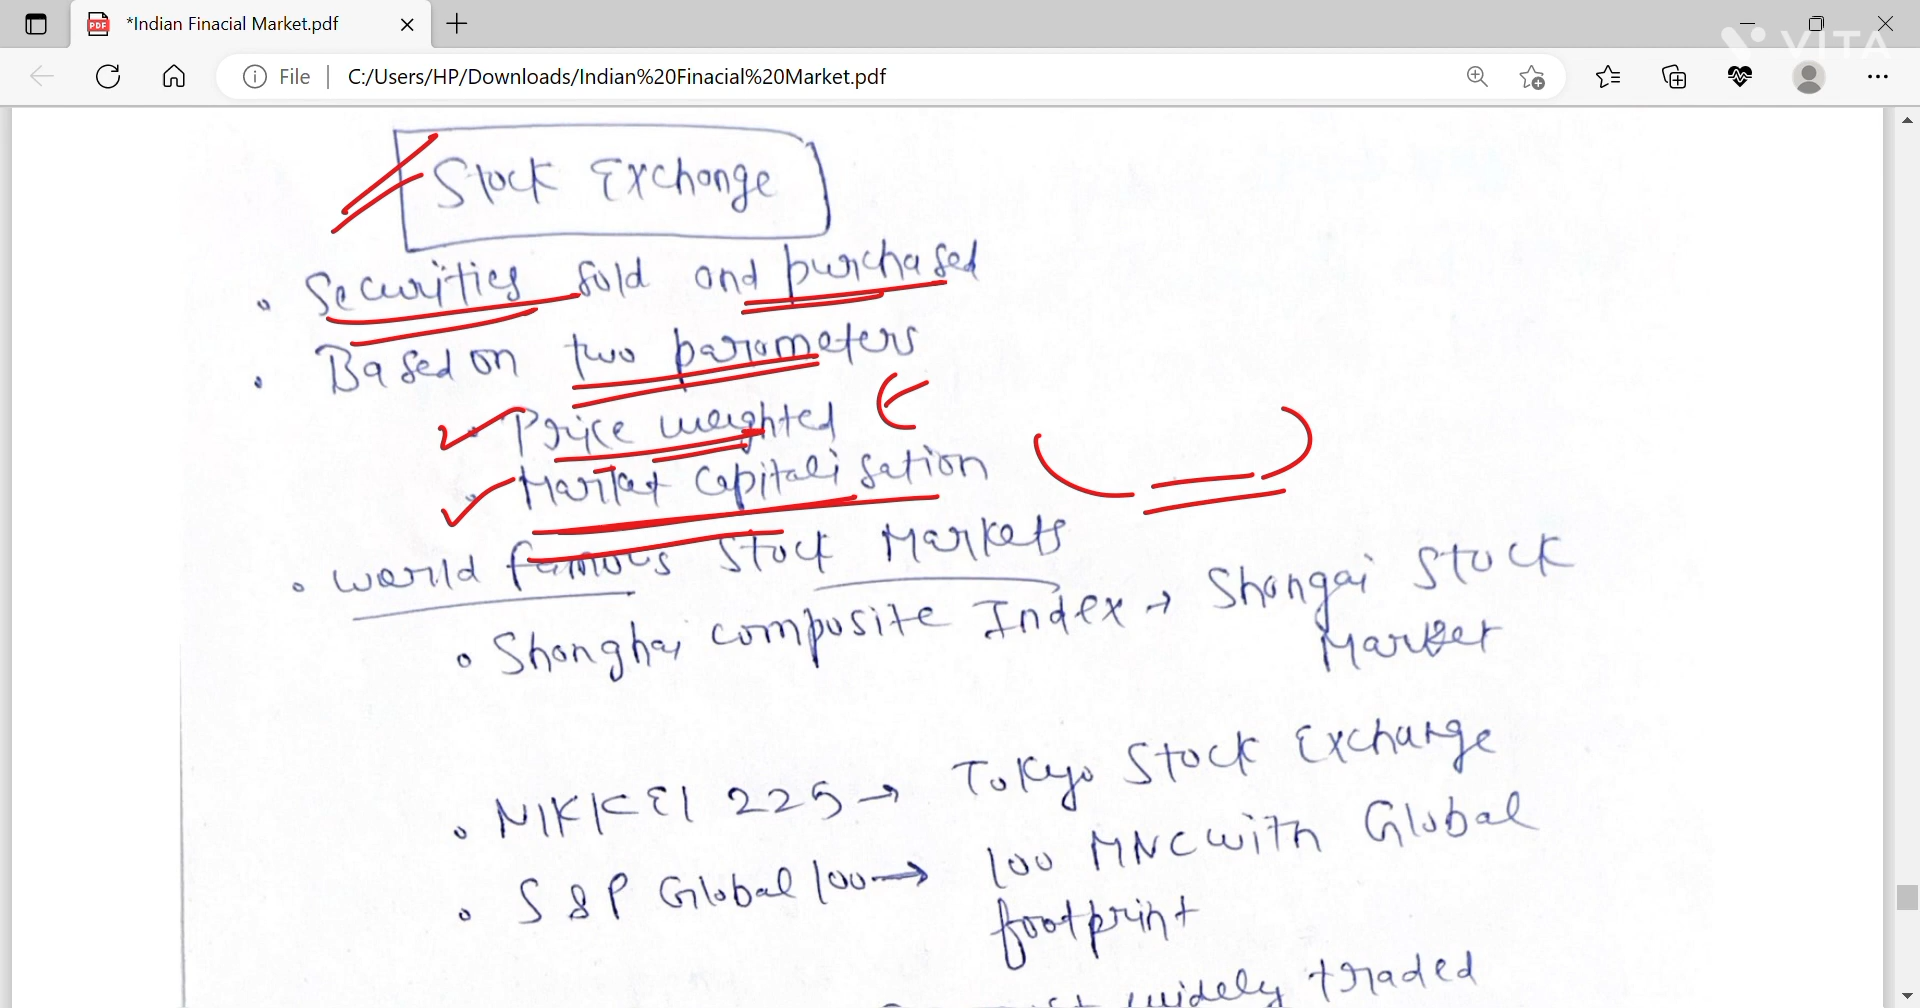 *Indian Finacial Market.pdf
VITA
File | C:/Users/HP/Downloads/Indian%20Finacial%20Market.pdf
Stock Exchange
Securities sold and purchased
Based on two parameters
Price weighted
Market Capitalisation
world famous Stock Markets
Shanghai composite Index → Shangai Stock
Market
NIKKEI 225 → Tokyo Stock Exchange
S&P Global 100 → 100 MNC with Global
footprint
widely traded